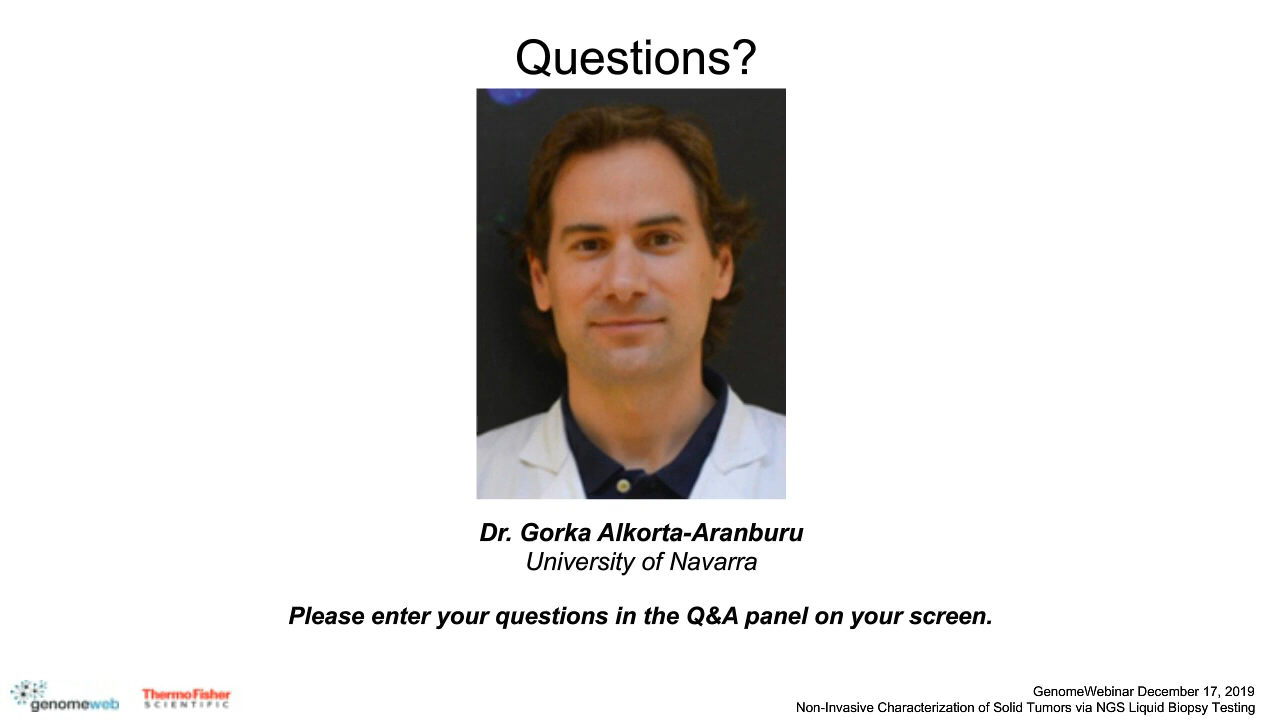 Questions?
Dr. Gorka Alkorta-Aranburu
University of Navarra
Please enter your questions in the Q&A panel on your screen.
genomeweb
ThermoFisher
SCIENTIFIC
GenomeWebinar December 17, 2019
Non-Invasive Characterization of Solid Tumors via NGS Liquid Biopsy Testing